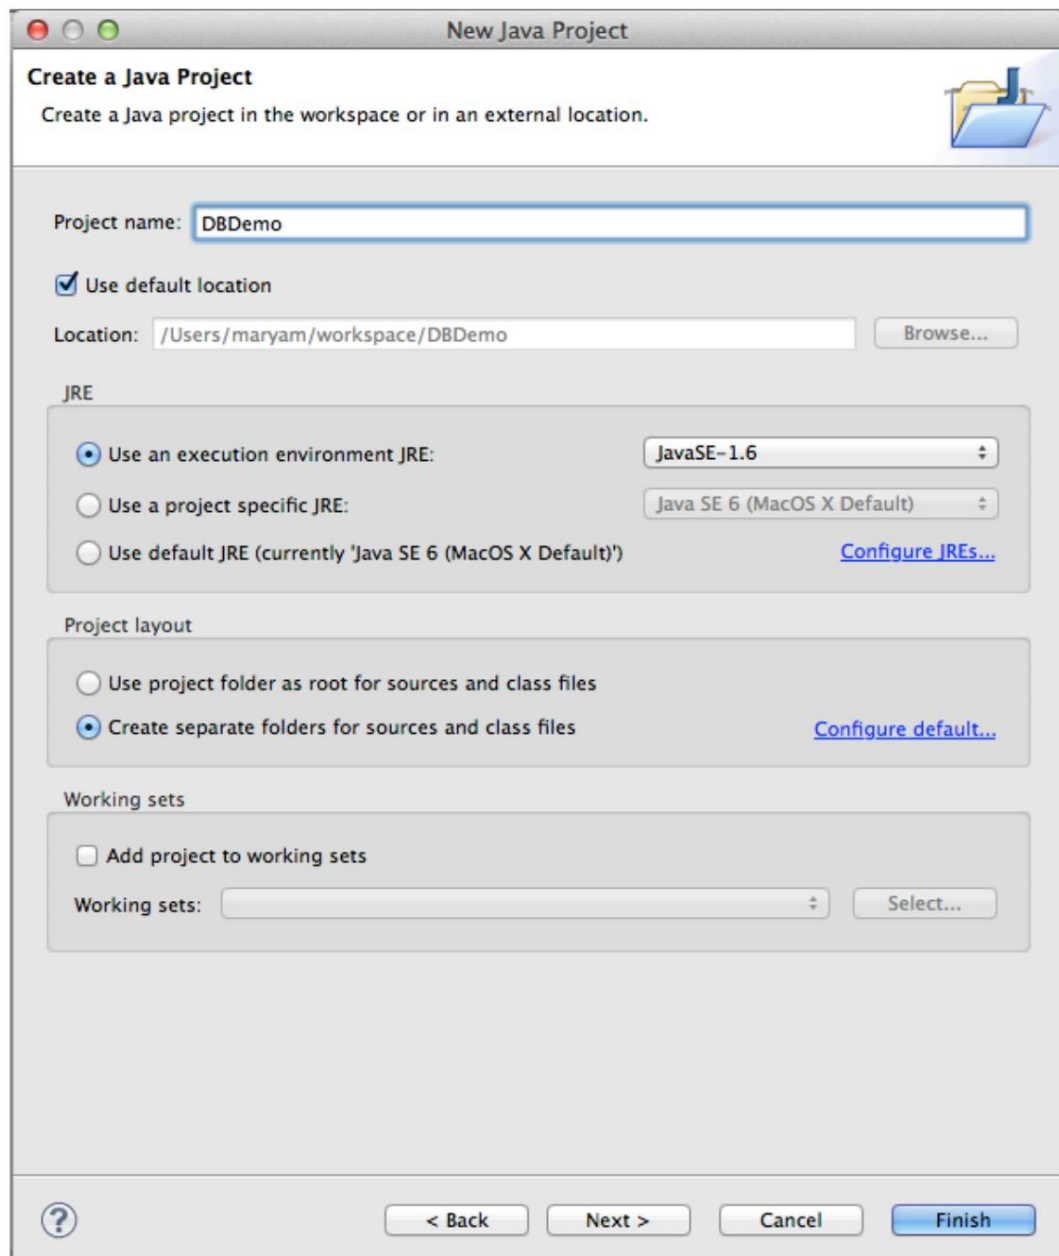 New Java Project
Create a Java Project
Create a Java project in the workspace or in an external location.
Project name: DBDemo
Use default location
Location: /Users/maryam/workspace/DBDemo Browse...
JRE
Use an execution environment JRE: JavaSE-1.6
Use a project specific JRE: Java SE 6 (MacOS X Default)
Use default JRE (currently 'Java SE 6 (MacOS X Default)') Configure JREs...
Project layout
Use project folder as root for sources and class files
Create separate folders for sources and class files Configure default...
Working sets
Add project to working sets
Working sets: Select...
? < Back Next > Cancel Finish